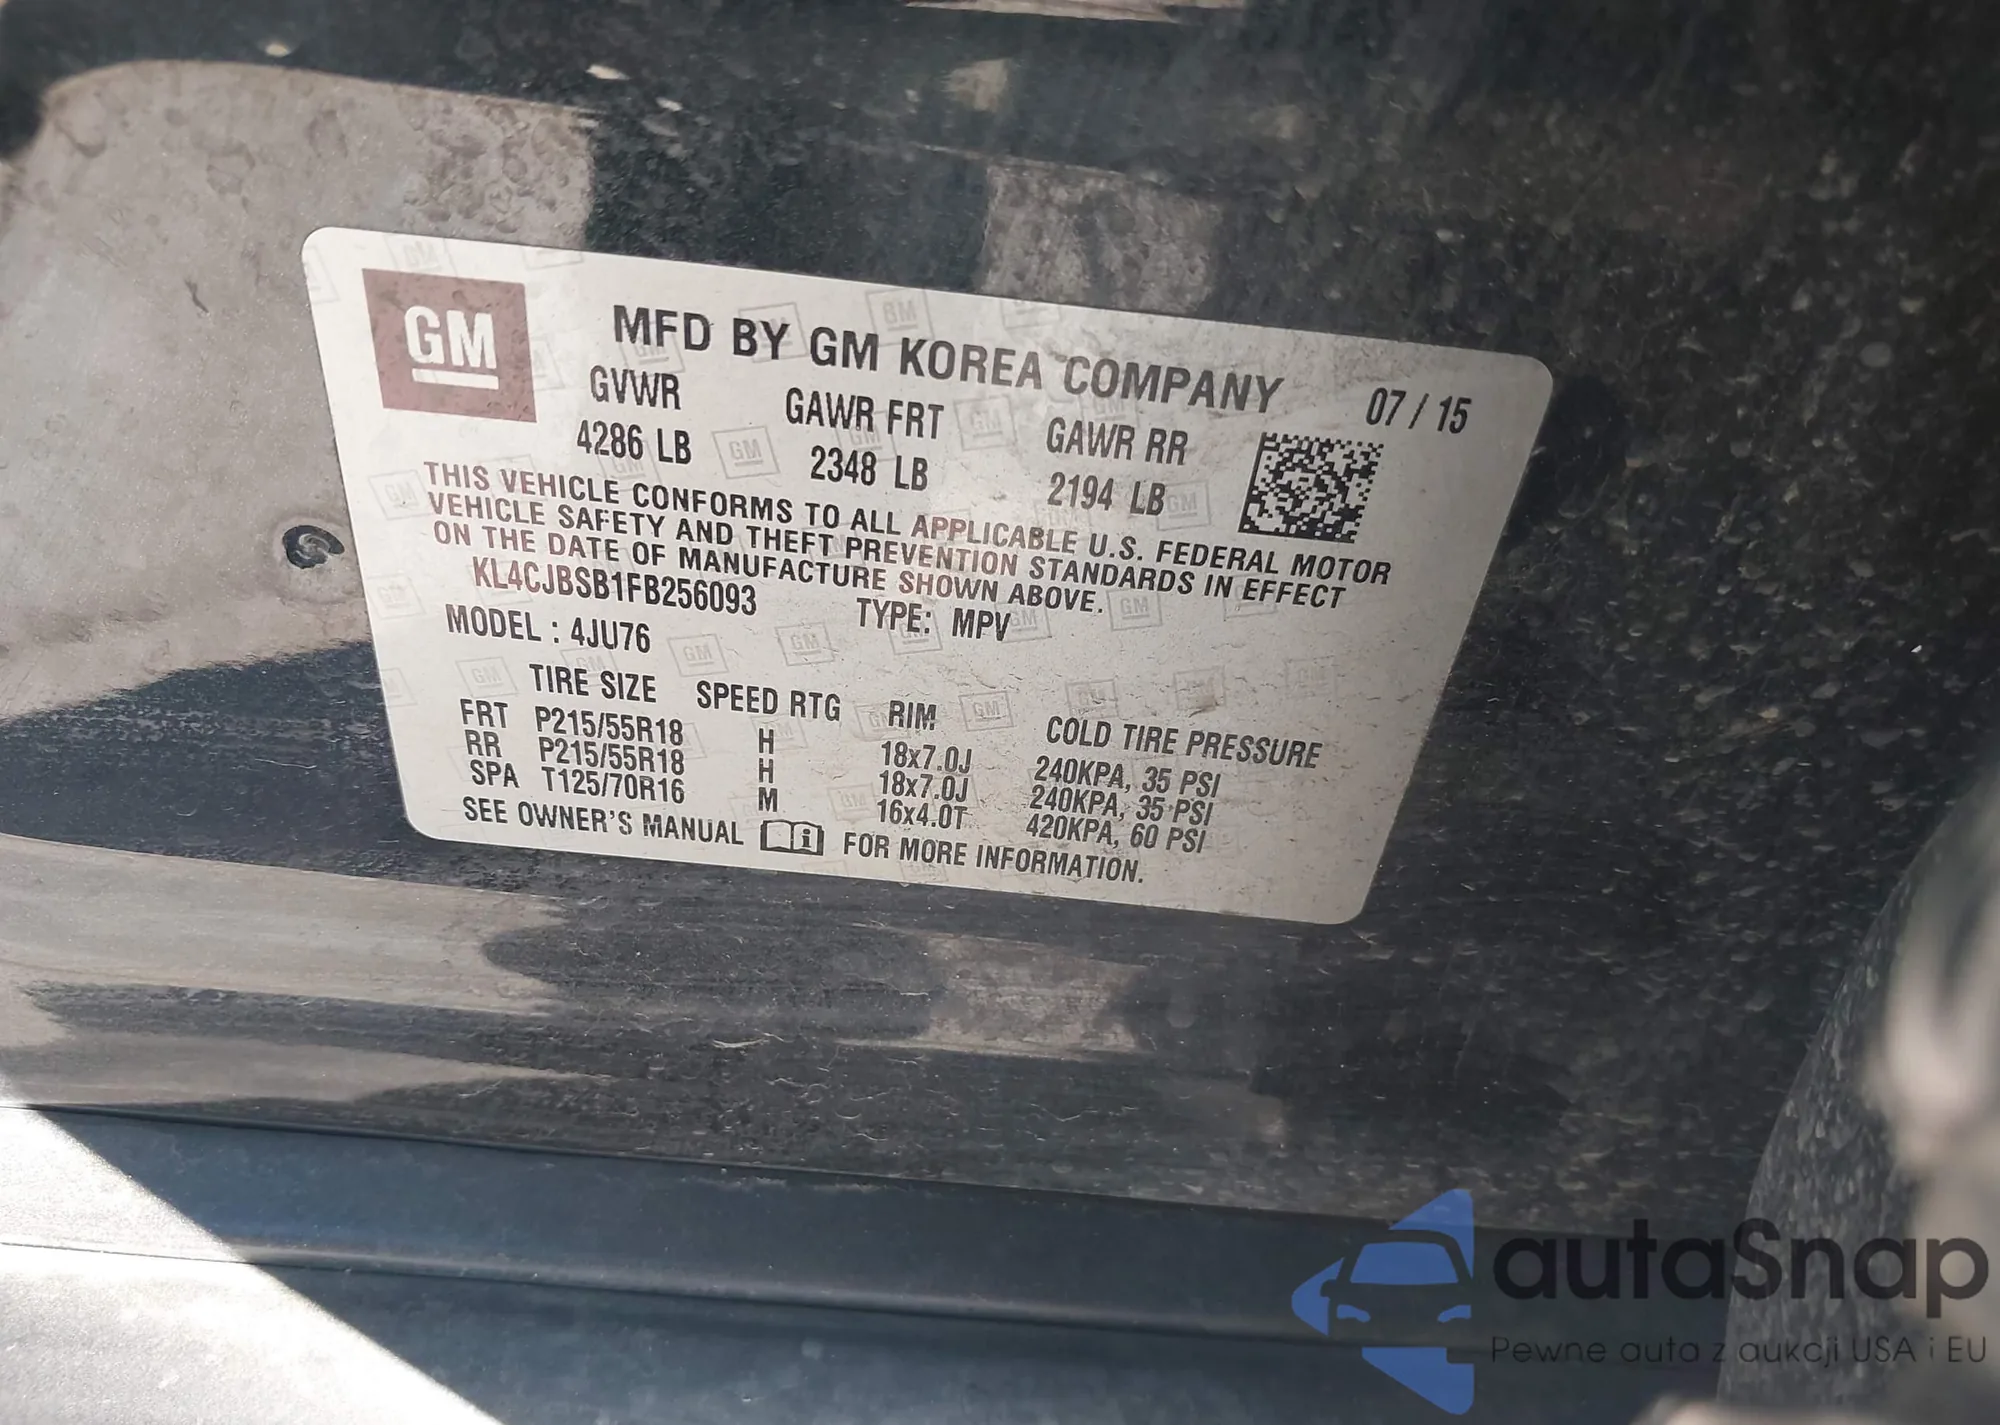 GM
MFD BY GM KOREA COMPANY
07 / 15
GVWR GAWR FRT GAWR RR
4286 LB 2348 LB 2194 LB
THIS VEHICLE CONFORMS TO ALL APPLICABLE U.S. FEDERAL MOTOR
VEHICLE SAFETY AND THEFT PREVENTION STANDARDS IN EFFECT
ON THE DATE OF MANUFACTURE SHOWN ABOVE.
KL4CJBSB1FB256093 TYPE: MPV
MODEL : 4JU76
TIRE SIZE SPEED RTG RIM COLD TIRE PRESSURE
FRT P215/55R18 H 18x7.0J 240KPA, 35 PSI
RR P215/55R18 H 18x7.0J 240KPA, 35 PSI
SPA T125/70R16 M 16x4.0T 420KPA, 60 PSI
SEE OWNER'S MANUAL i FOR MORE INFORMATION.
autaSnap
Pewne auta z aukcji USA i EU